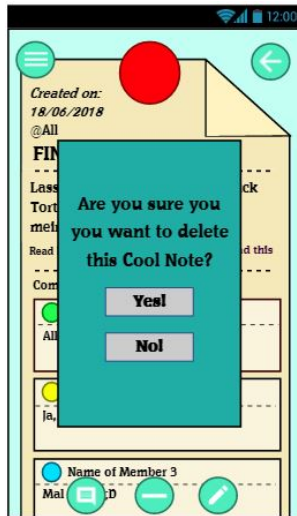 12:00
Created on:
18/06/2018
@All
FIN
Lass ck
Tort
mein
Read d this
Com
Are you sure you
you want to delete
this Cool Note?
Yes!
No!
All
Ja,
Name of Member 3
Mal :D